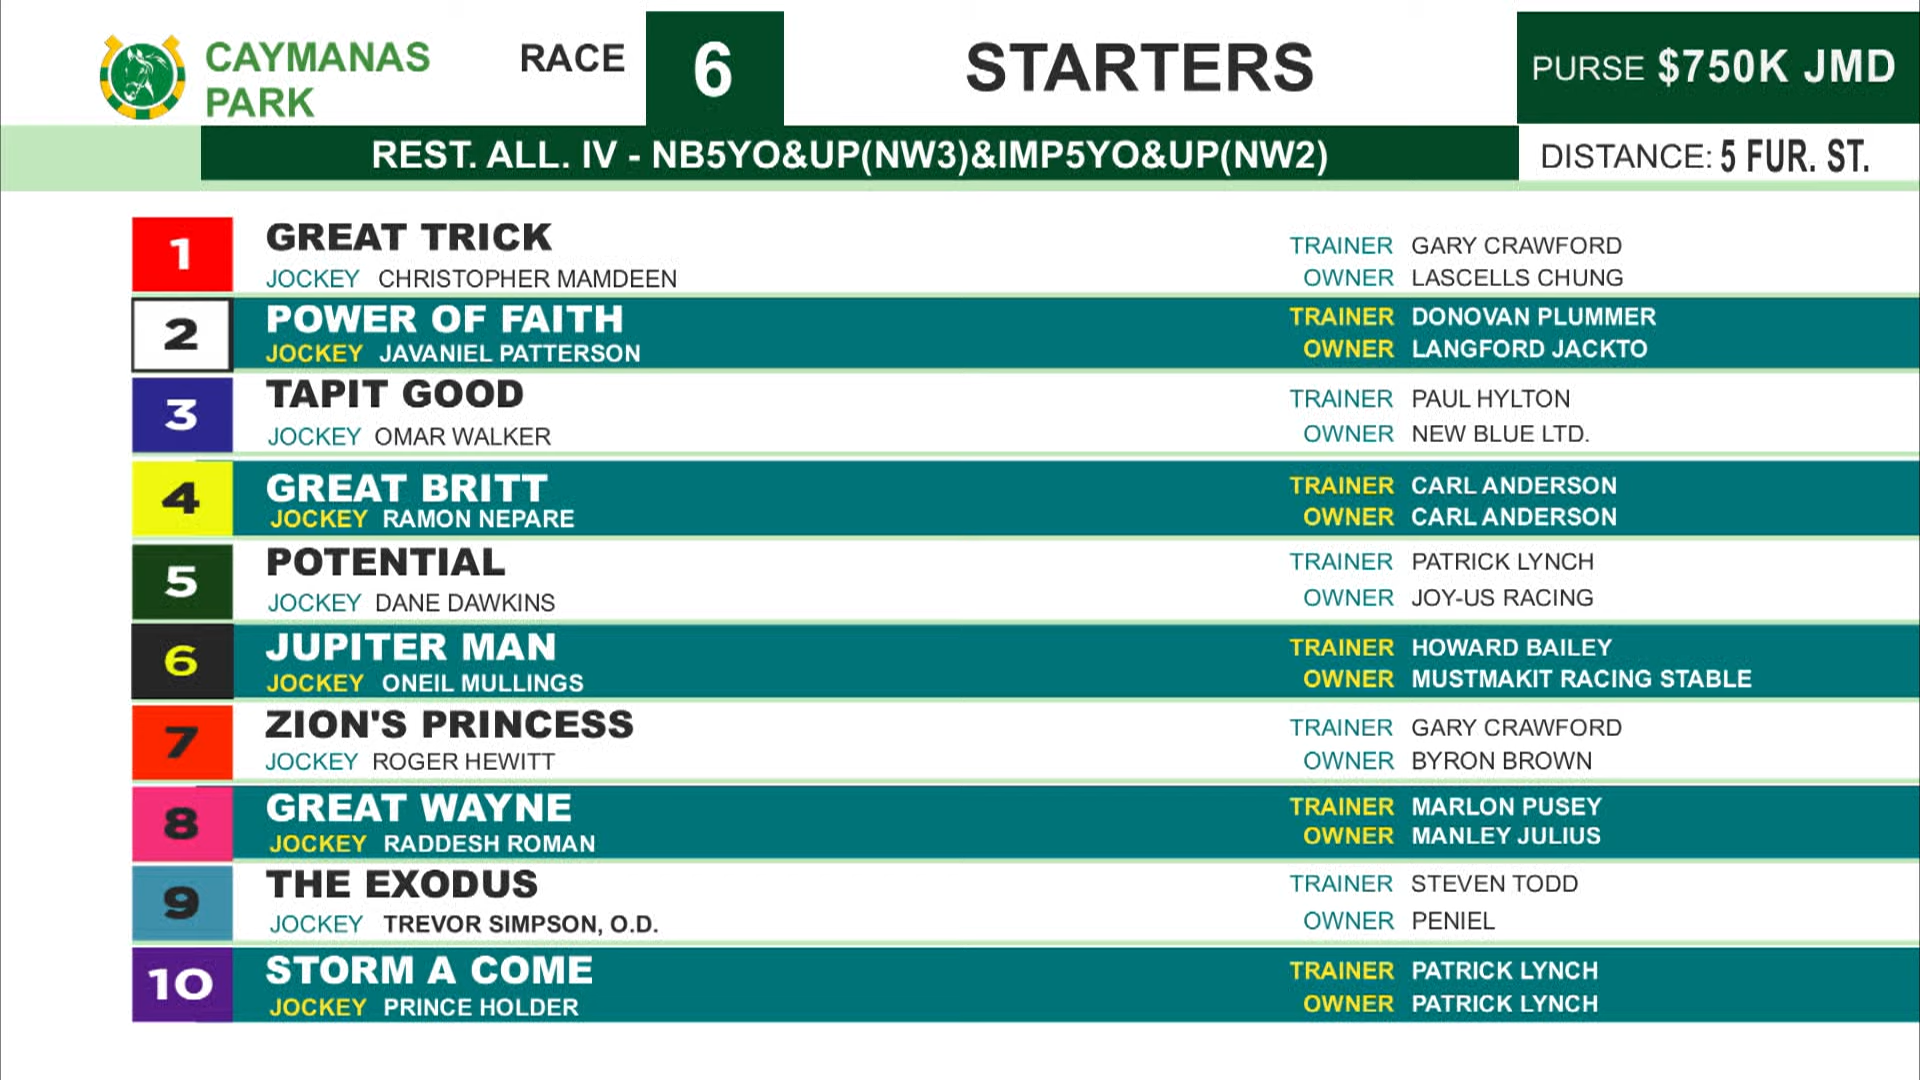 CAYMANAS PARK
RACE 6 STARTERS PURSE $750K JMD
REST. ALL. IV - NB5YO&UP(NW3)&IMP5YO&UP(NW2) DISTANCE: 5 FUR. ST.
1 GREAT TRICK
TRAINER GARY CRAWFORD
JOCKEY CHRISTOPHER MAMDEEN
OWNER LASCELLS CHUNG
2 POWER OF FAITH
TRAINER DONOVAN PLUMMER
JOCKEY JAVANIEL PATTERSON
OWNER LANGFORD JACKTO
3 TAPIT GOOD
TRAINER PAUL HYLTON
JOCKEY OMAR WALKER
OWNER NEW BLUE LTD.
4 GREAT BRITT
TRAINER CARL ANDERSON
JOCKEY RAMON NEPARE
OWNER CARL ANDERSON
5 POTENTIAL
TRAINER PATRICK LYNCH
JOCKEY DANE DAWKINS
OWNER JOY-US RACING
6 JUPITER MAN
TRAINER HOWARD BAILEY
JOCKEY ONEIL MULLINGS
OWNER MUSTMAKIT RACING STABLE
7 ZION'S PRINCESS
TRAINER GARY CRAWFORD
JOCKEY ROGER HEWITT
OWNER BYRON BROWN
8 GREAT WAYNE
TRAINER MARLON PUSEY
JOCKEY RADDESH ROMAN
OWNER MANLEY JULIUS
9 THE EXODUS
TRAINER STEVEN TODD
JOCKEY TREVOR SIMPSON, O.D.
OWNER PENIEL
10 STORM A COME
TRAINER PATRICK LYNCH
JOCKEY PRINCE HOLDER
OWNER PATRICK LYNCH